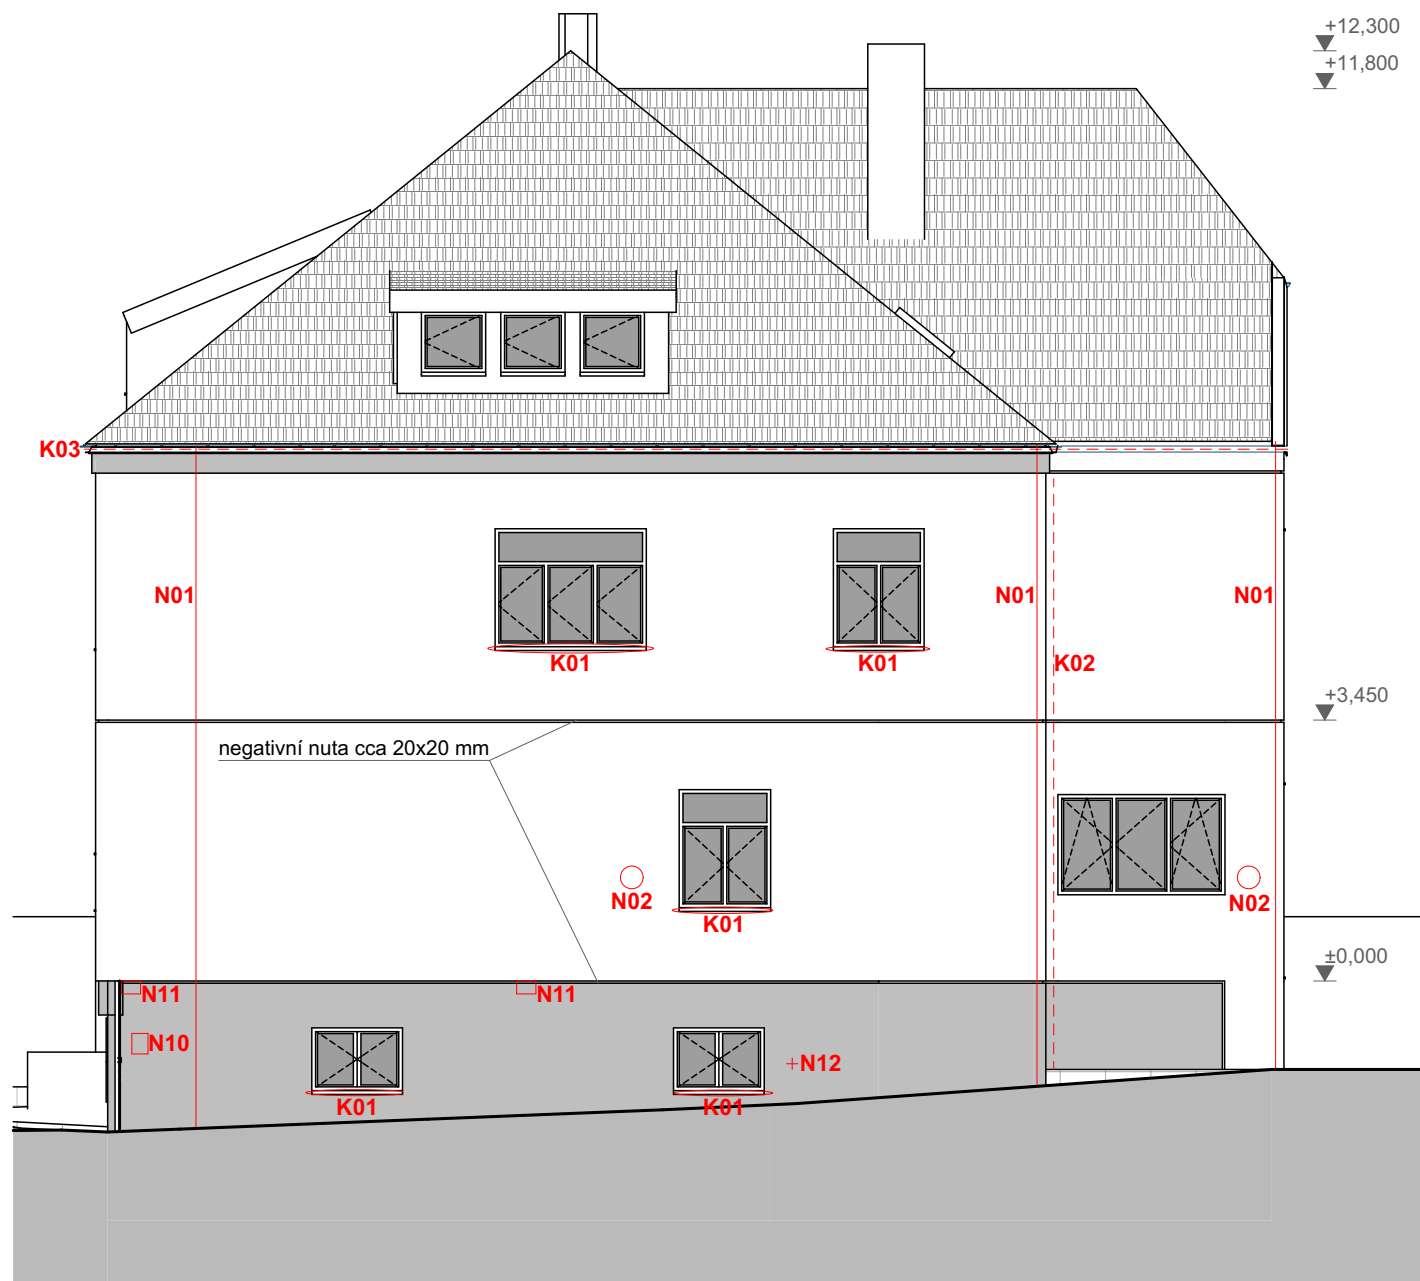 +12,300
+11,800
K03
N01
N01
N01
K01
K01
K02
+3,450
negativní nuta cca 20x20 mm
N02
K01
N02
±0,000
N11
N11
N10
N12
K01
K01